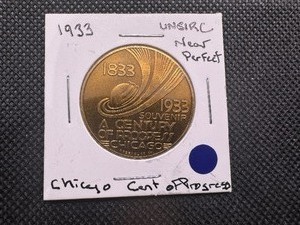 1933
UNSIRC
Near
Perfect
1833
1933
SOUVENIR
A CENTURY
OF PROGRESS
CHICAGO
Chicago Cent of Progress